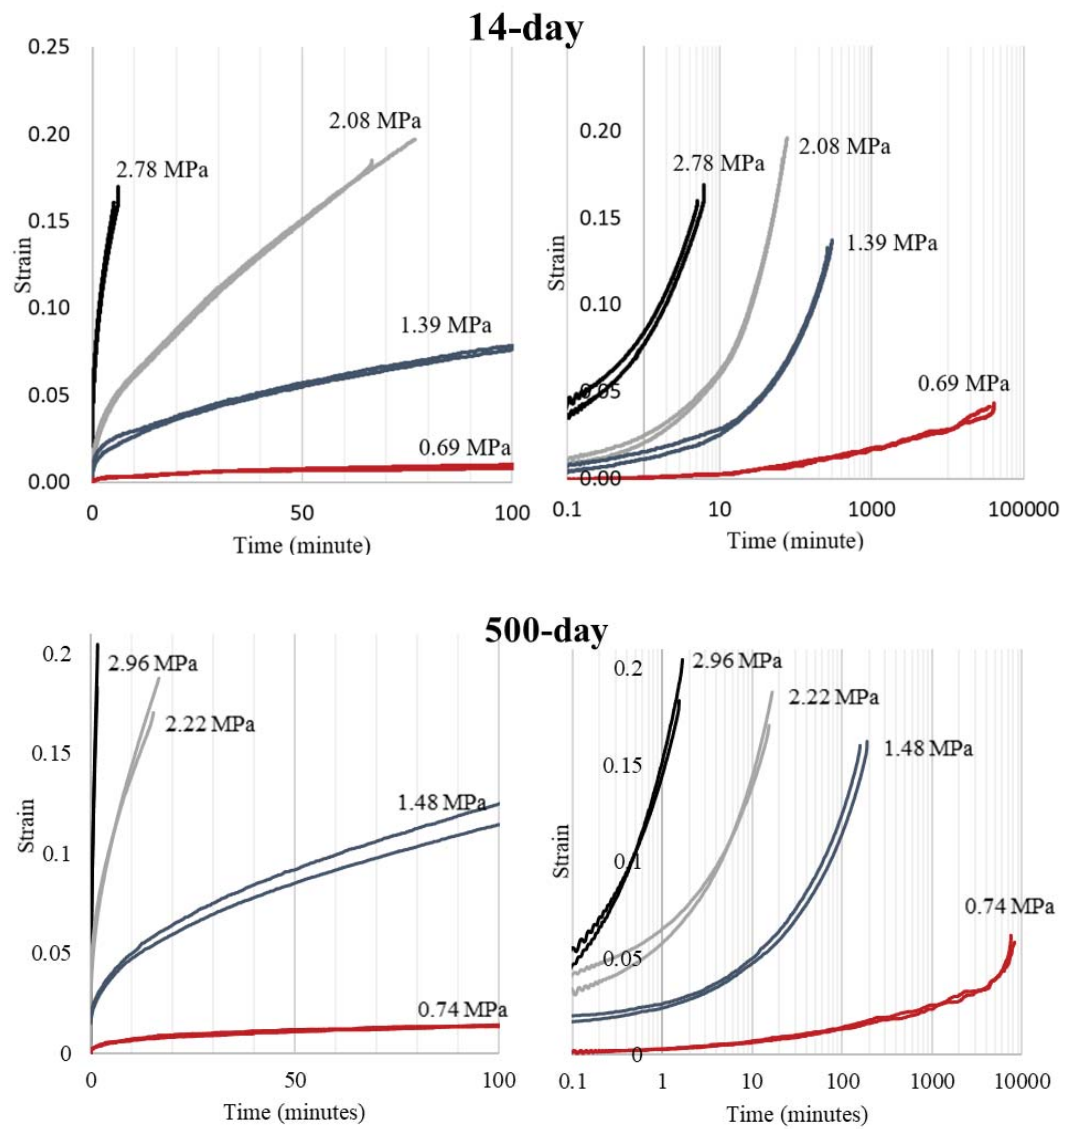 14-day
0.25
0.20
0.15
0.10
0.05
0.00
Strain
2.78 MPa
2.08 MPa
1.39 MPa
0.69 MPa
0
50
100
Time (minute)
0.20
0.15
0.10
0.05
0.00
Strain
2.78 MPa
2.08 MPa
1.39 MPa
0.69 MPa
0.1
10
1000
100000
Time (minute)
500-day
0.2
0.15
0.1
0.05
0
Strain
2.96 MPa
2.22 MPa
1.48 MPa
0.74 MPa
0
50
100
Time (minutes)
0.2
0.15
0.1
0.05
0
Strain
2.96 MPa
2.22 MPa
1.48 MPa
0.74 MPa
0.1
1
10
100
1000
10000
Time (minutes)